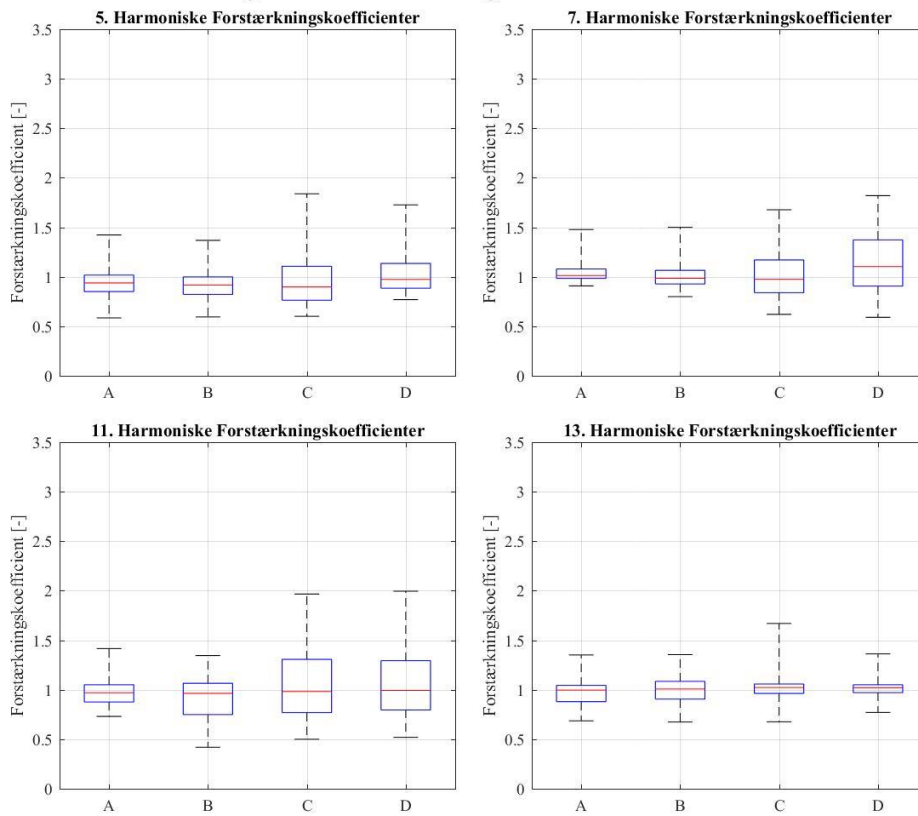 5. Harmoniske Forstærkningskoefficienter
Forstærkningskoefficient [-]
3.5
3
2.5
2
1.5
1
0.5
0
A B C D
7. Harmoniske Forstærkningskoefficienter
Forstærkningskoefficient [-]
3.5
3
2.5
2
1.5
1
0.5
0
A B C D
11. Harmoniske Forstærkningskoefficienter
Forstærkningskoefficient [-]
3.5
3
2.5
2
1.5
1
0.5
0
A B C D
13. Harmoniske Forstærkningskoefficienter
Forstærkningskoefficient [-]
3.5
3
2.5
2
1.5
1
0.5
0
A B C D